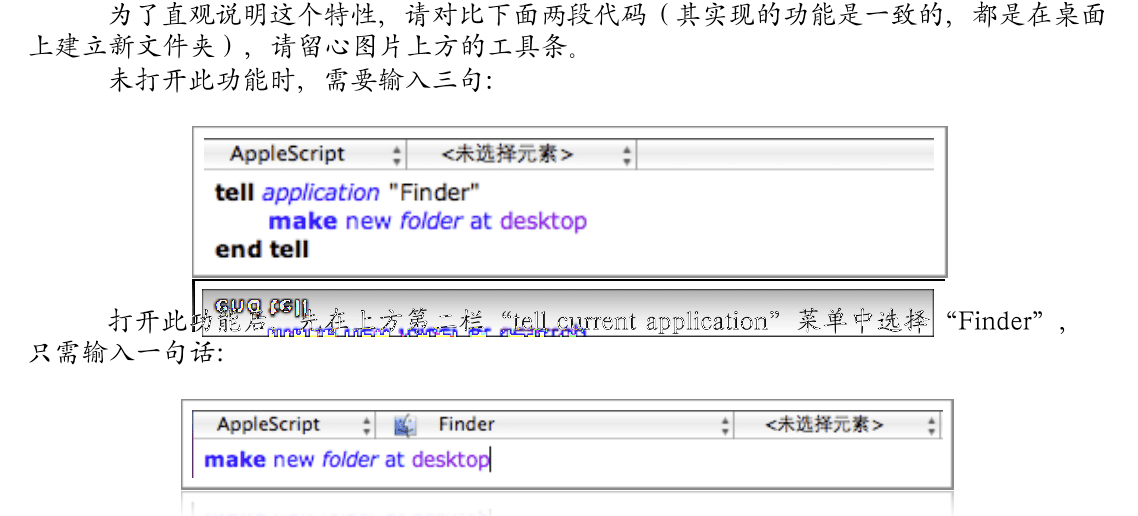 为了直观说明这个特性，请对比下面两段代码（其实现的功能是一致的，都是在桌面
上建立新文件夹），请留心图片上方的工具条。
未打开此功能时，需要输入三句：
AppleScript <未选择元素>
tell application "Finder"
make new folder at desktop
end tell
打开此功能后，先在上方第二栏“tell current application”菜单中选择“Finder”，
只需输入一句话：
AppleScript Finder <未选择元素>
make new folder at desktop